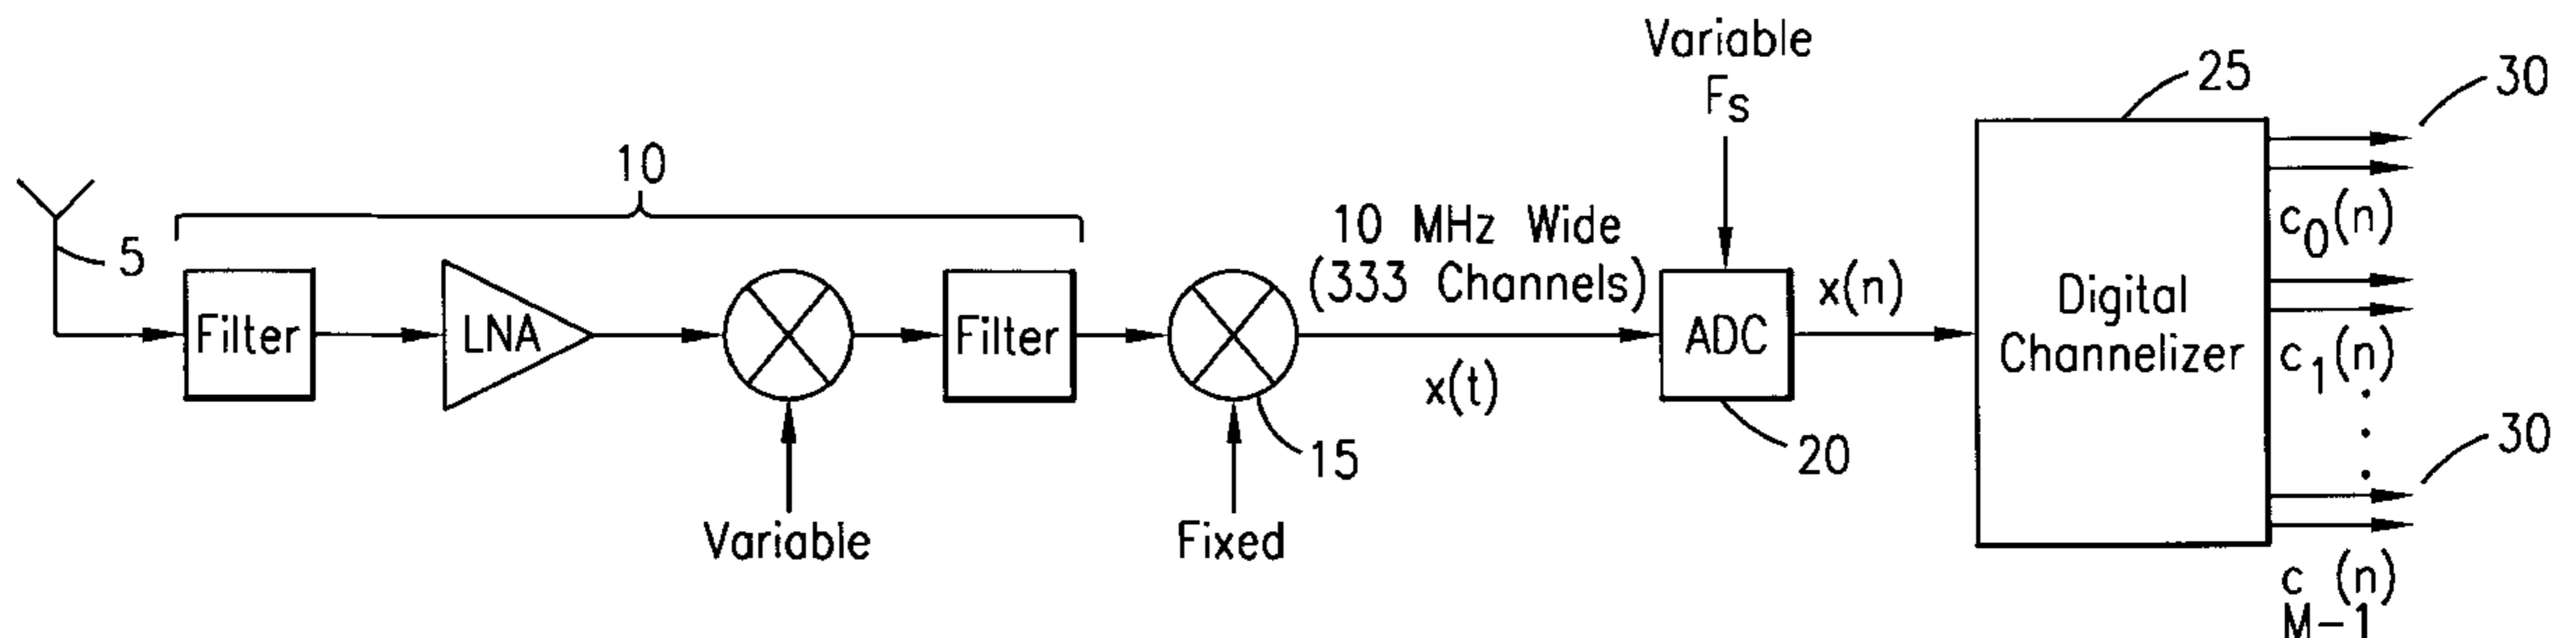 Variable
Fs
25
30
10
5
10 MHz Wide
(333 Channels)
c0(n)
Filter
LNA
Filter
ADC
x(n)
Digital
Channelizer
x(t)
c1(n)
15
20
30
Variable
Fixed
c (n)
M-1